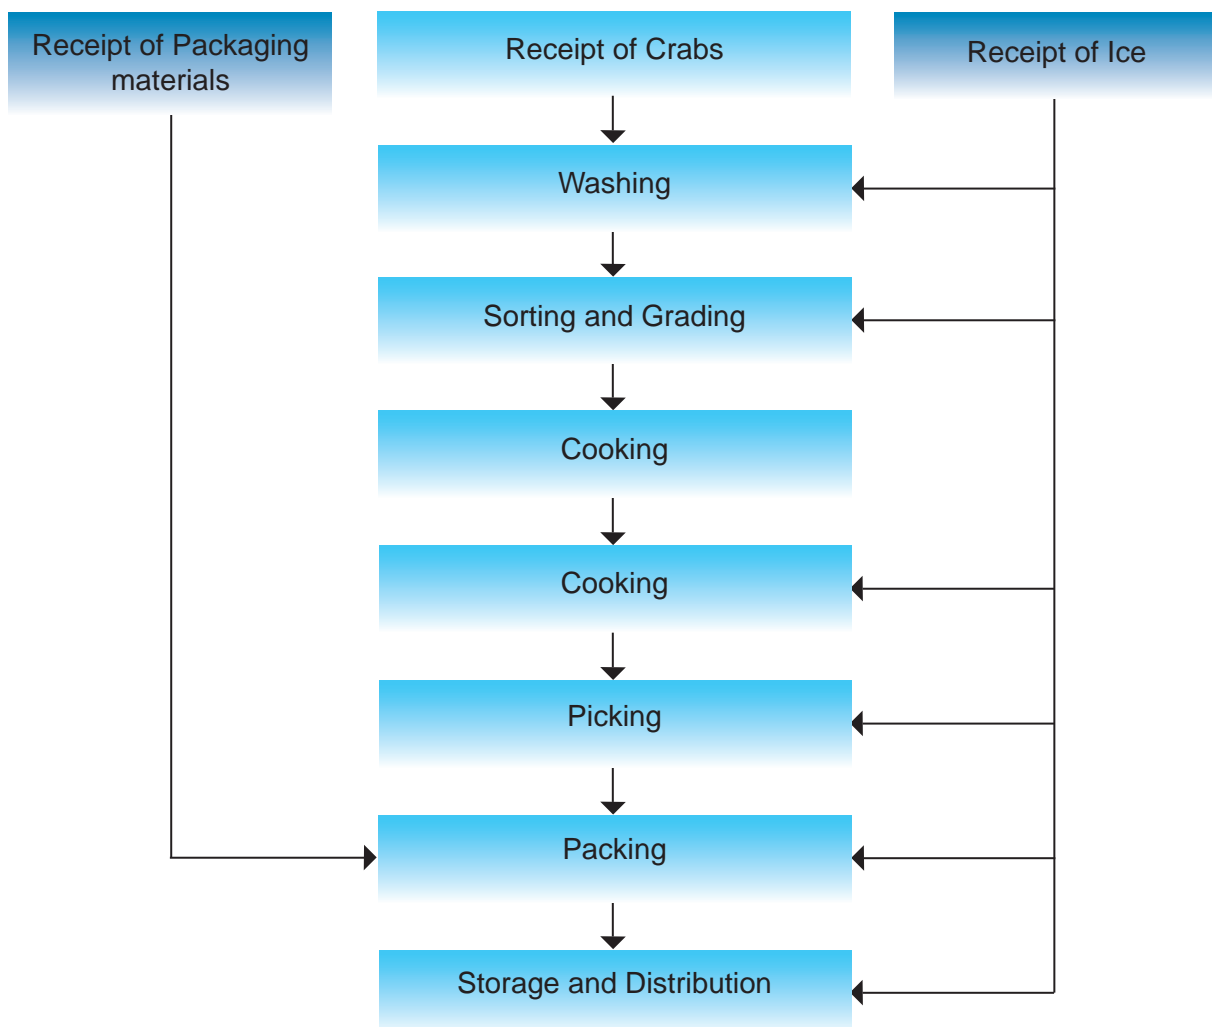 Receipt of Packaging
materials
Receipt of Crabs
Receipt of Ice
Washing
Sorting and Grading
Cooking
Cooking
Picking
Packing
Storage and Distribution